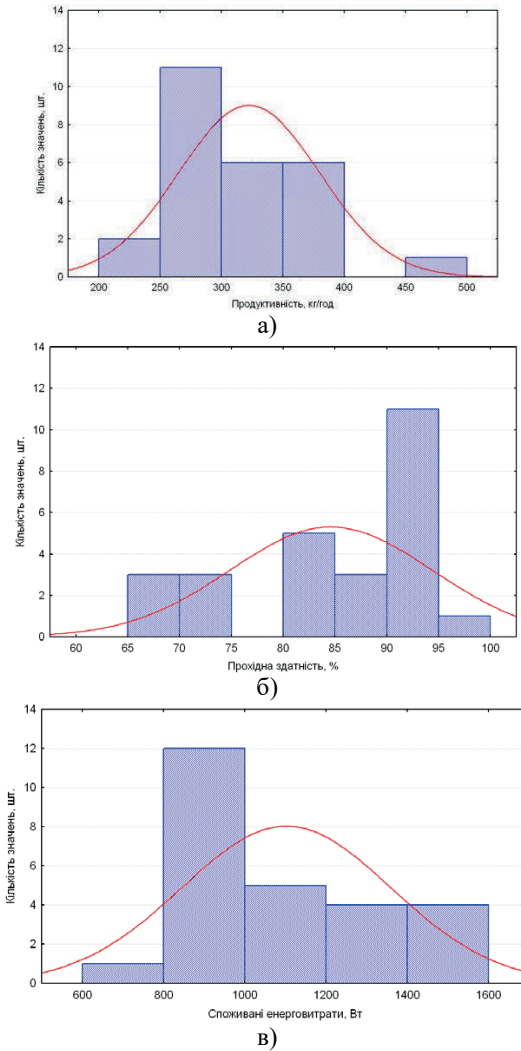 Кількість значень, шт.
14
12
10
8
6
4
2
0
200 250 300 350 400 450 500
Продуктивність, кг/год
а)
Кількість значень, шт.
14
12
10
8
6
4
2
0
60 65 70 75 80 85 90 95 100
Прохідна здатність, %
б)
Кількість значень, шт.
14
12
10
8
6
4
2
0
600 800 1000 1200 1400 1600
Споживані енерговитрати, Вт
в)